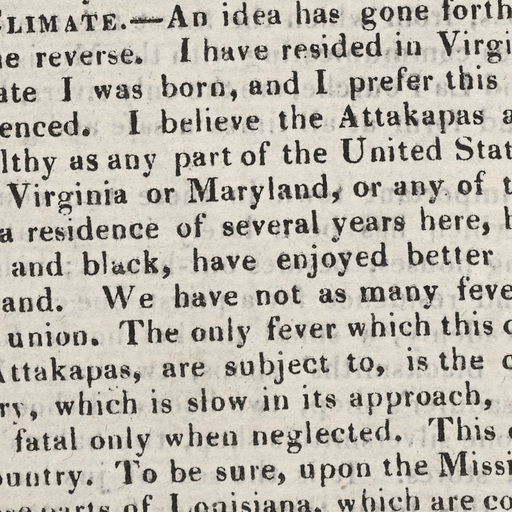 CLIMATE.—An idea has gone forth
e reverse. I have resided in Virgi
ate I was born, and I prefer this
enced. I believe the Attakapas a
lthy as any part of the United Stat
Virginia or Maryland, or any of t
a residence of several years here, h
and black, have enjoyed better
and. We have not as many feve
union. The only fever which this c
Attakapas, are subject to, is the c
ry, which is slow in its approach,
fatal only when neglected. This c
ountry. To be sure, upon the Missi
parts of Louisiana, which are co